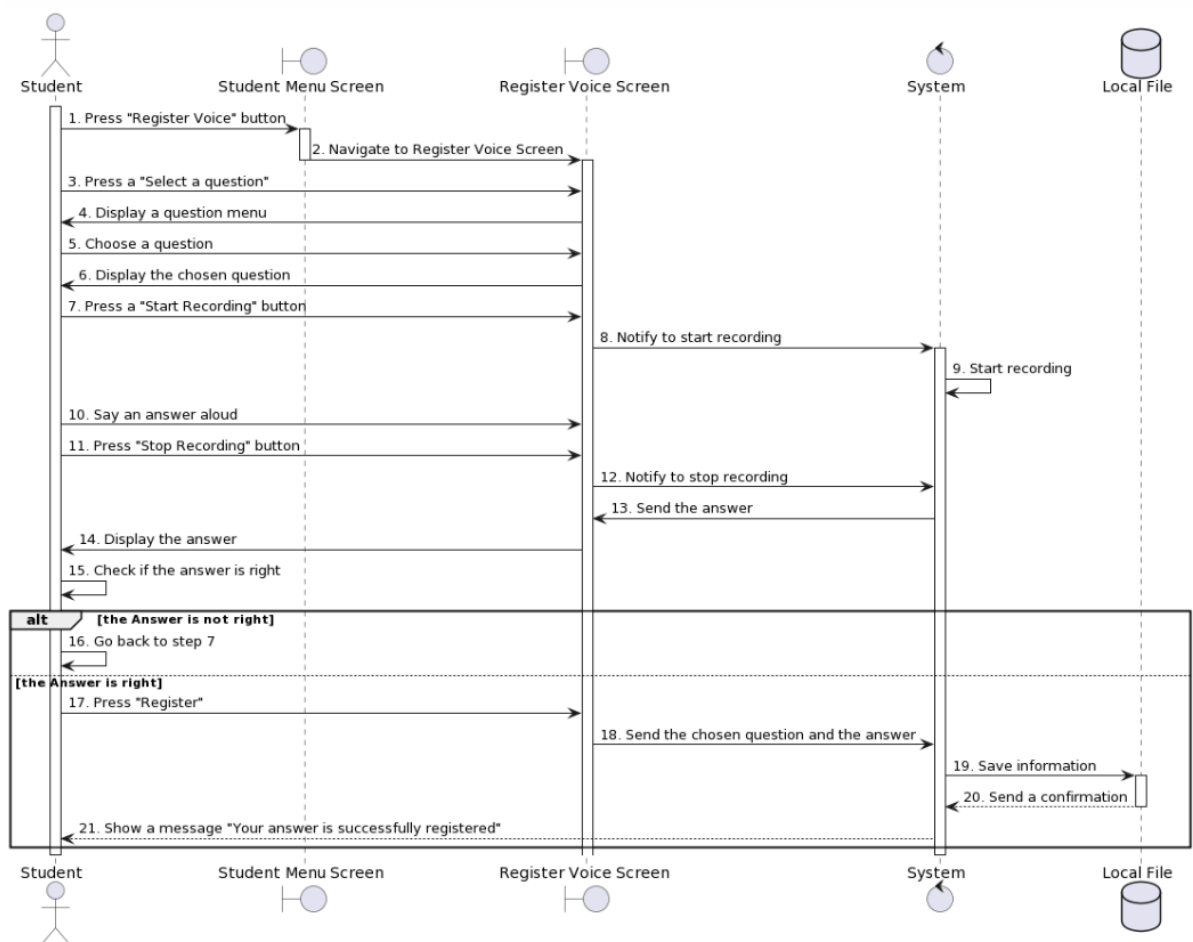 Student
Student Menu Screen
Register Voice Screen
System
Local File
1. Press "Register Voice" button
2. Navigate to Register Voice Screen
3. Press a "Select a question"
4. Display a question menu
5. Choose a question
6. Display the chosen question
7. Press a "Start Recording" button
8. Notify to start recording
9. Start recording
10. Say an answer aloud
11. Press "Stop Recording" button
12. Notify to stop recording
13. Send the answer
14. Display the answer
15. Check if the answer is right
alt
[the Answer is not right]
16. Go back to step 7
[the Answer is right]
17. Press "Register"
18. Send the chosen question and the answer
19. Save information
20. Send a confirmation
21. Show a message "Your answer is successfully registered"
Student
Student Menu Screen
Register Voice Screen
System
Local File